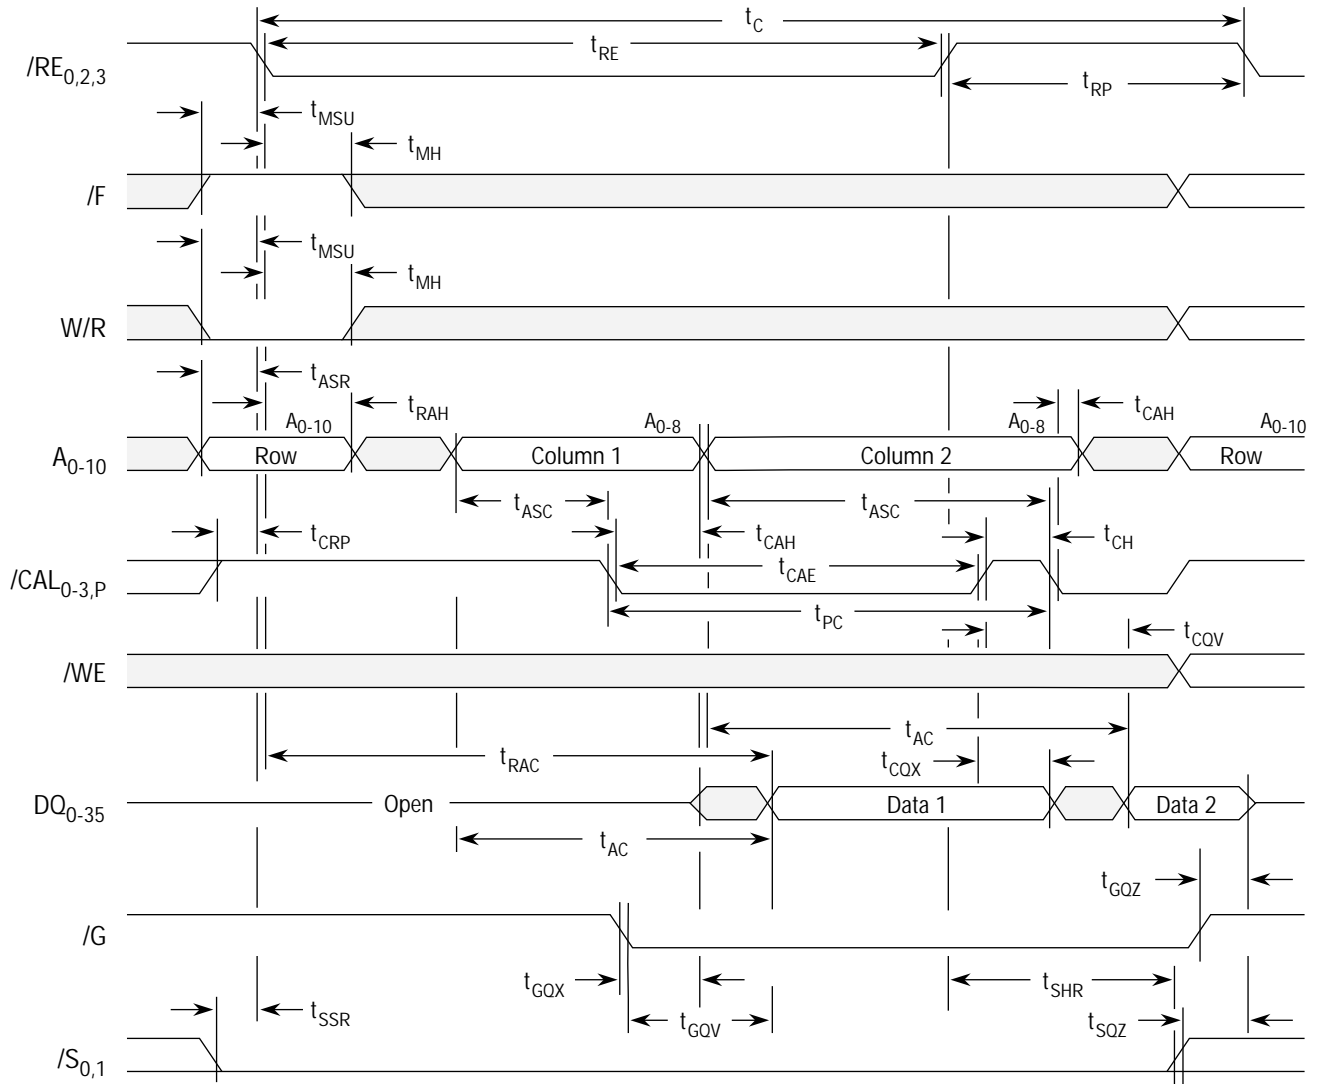 tC
tRE
/RE0,2,3
tRP
tMSU
tMH
/F
tMSU
tMH
W/R
tASR
tRAH
tCAH
A0-10 A0-8 A0-8 A0-10
A0-10 Row Column 1 Column 2 Row
tASC tASC
tCRP tCAH tCH
tCAE
/CAL0-3,P
tPC
tCQV
/WE
tAC
tRAC tCQX
DQ0-35 Open Data 1 Data 2
tAC
tGQZ
/G
tGQX tSHR
tSSR tGQV tSQZ
/S0,1